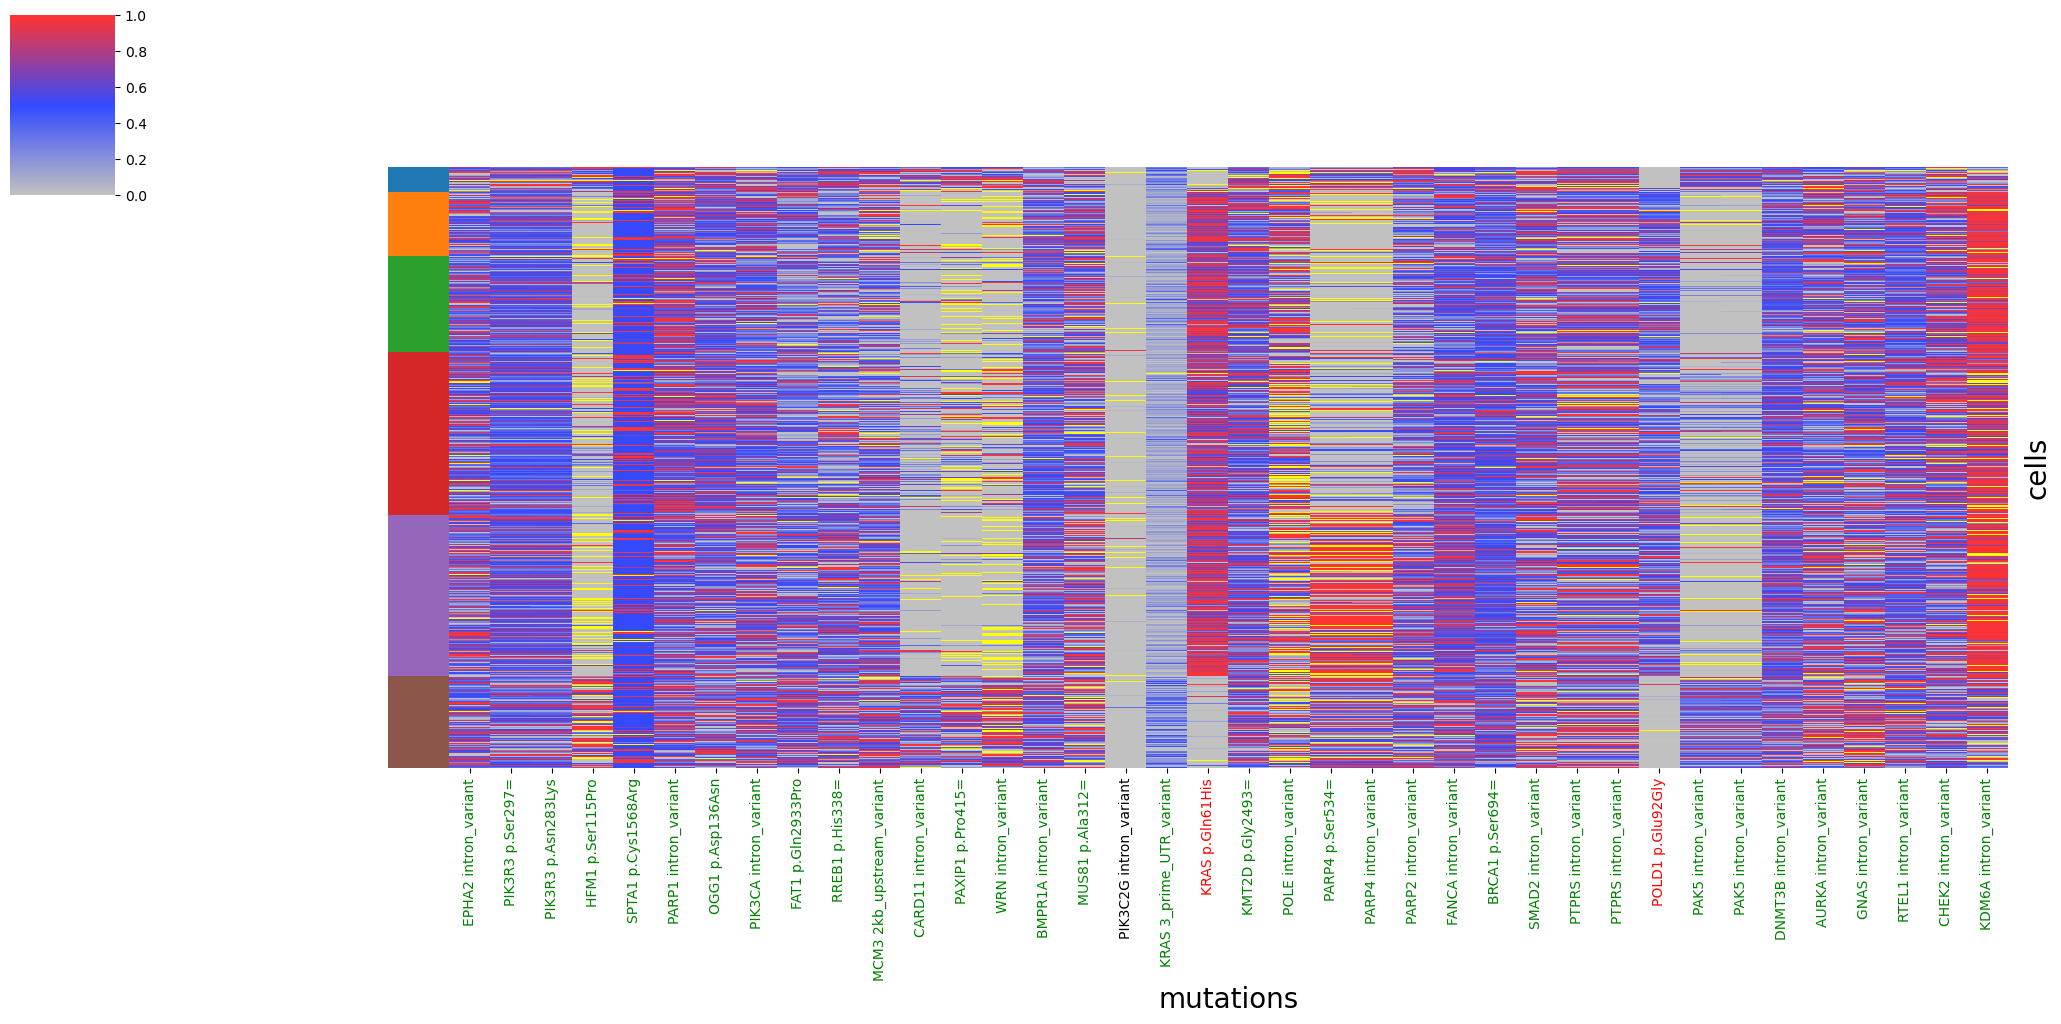 1.0
0.8
0.6
0.4
0.2
0.0
cells
EPHA2 intron_variant
PIK3R3 p.Ser297=
PIK3R3 p.Asn283Lys
HFM1 p.Ser115Pro
SPTA1 p.Cys1568Arg
PARP1 intron_variant
OGG1 p.Asp136Asn
PIK3CA intron_variant
FAT1 p.Gln2933Pro
RREB1 p.His338=
MCM3 2kb_upstream_variant
CARD11 intron_variant
PAXIP1 p.Pro415=
WRN intron_variant
BMPR1A intron_variant
MUS81 p.Ala312=
PIK3C2G intron_variant
KRAS 3_prime_UTR_variant
KRAS p.Gln61His
KMT2D p.Gly2493=
POLE intron_variant
PARP4 p.Ser534=
PARP4 intron_variant
PARP2 intron_variant
FANCA intron_variant
BRCA1 p.Ser694=
SMAD2 intron_variant
PTPRS intron_variant
PTPRS intron_variant
POLD1 p.Glu92Gly
PAK5 intron_variant
PAK5 intron_variant
DNMT3B intron_variant
AURKA intron_variant
GNAS intron_variant
RTEL1 intron_variant
CHEK2 intron_variant
KDM6A intron_variant
mutations